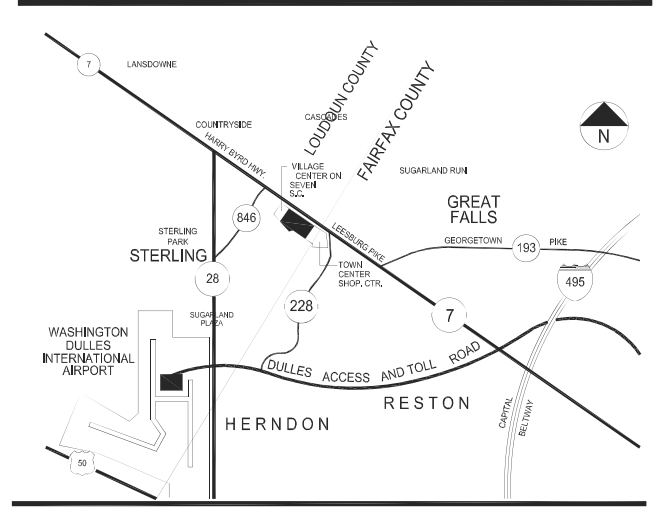 7
LANSDOWNE
COUNTRYSIDE
CASCADES
LOUDOUN COUNTY
FAIRFAX COUNTY
N
HARRY BYRD HWY.
VILLAGE
CENTER ON
SEVEN
S.C.
SUGARLAND RUN
GREAT
FALLS
846
STERLING
PARK
STERLING
LEESBURG PIKE
GEORGETOWN
193
PIKE
TOWN
CENTER
SHOP. CTR.
28
495
228
7
SUGARLAND
PLAZA
WASHINGTON
DULLES
INTERNATIONAL
AIRPORT
DULLES ACCESS AND TOLL ROAD
RESTON
HERNDON
CAPITAL
BELTWAY
50